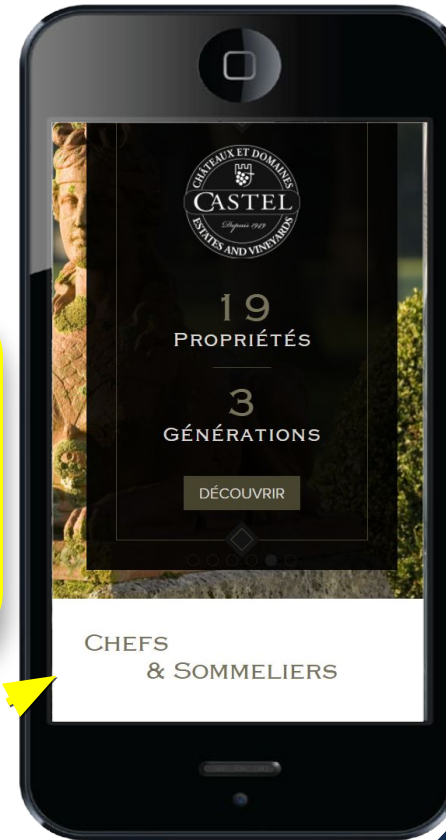 CHÂTEAUX ET DOMAINES
CASTEL
Depuis 1949
ESTATES AND VINEYARDS
19
PROPRIÉTÉS
3
GÉNÉRATIONS
DÉCOUVRIR
CHEFS
& SOMMELIERS